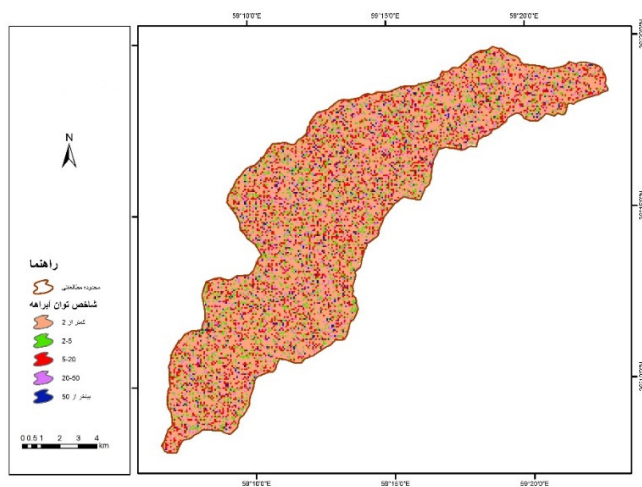 59°10'0"E 59°15'0"E 59°20'0"E
N
راهنما
محدوده مطالعاتی
شاخص توان آبراهه
کمتر از 2
2-5
5-20
20-50
بیشتر از 50
0 0.5 1 2 3 4
km
59°10'0"E 59°15'0"E 59°20'0"E